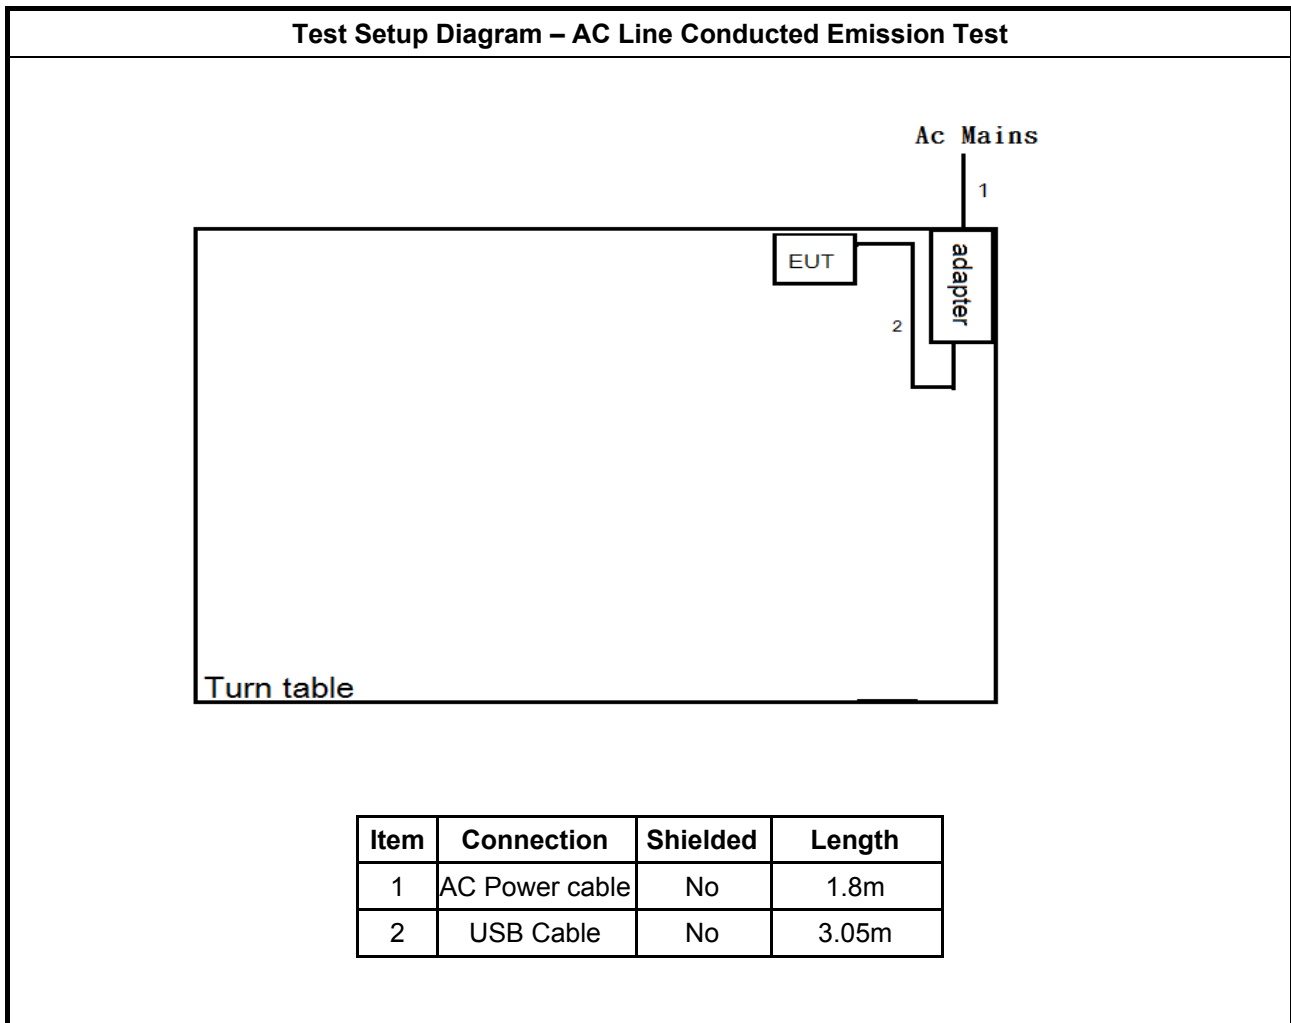 Test Setup Diagram – AC Line Conducted Emission Test
Ac Mains
1
EUT
adapter
2
Turn table
Item Connection Shielded Length
1 AC Power cable No 1.8m
2 USB Cable No 3.05m